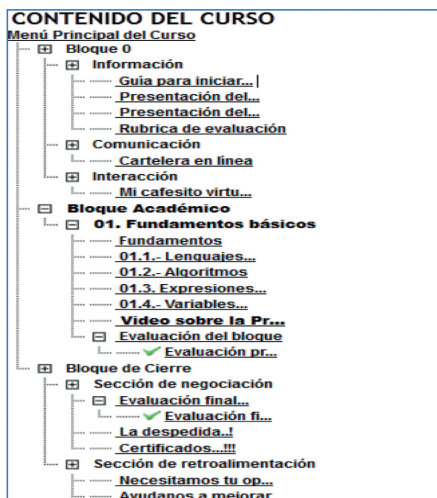 CONTENIDO DEL CURSO
Menú Principal del Curso
Bloque 0
Información
Guía para iniciar...
Presentación del...
Presentación del...
Rubrica de evaluación
Comunicación
Cartelera en línea
Interacción
Mi cafesito virtu...
Bloque Académico
01. Fundamentos básicos
Fundamentos
01.1.- Lenguajes...
01.2.- Algoritmos
01.3. Expresiones...
01.4.- Variables...
Video sobre la Pr...
Evaluación del bloque
Evaluación pr...
Bloque de Cierre
Sección de negociación
Evaluación final...
Evaluación fi...
La despedida..!
Certificados...!!!
Sección de retroalimentación
Necesitamos tu op...
Ayudanos a mejorar